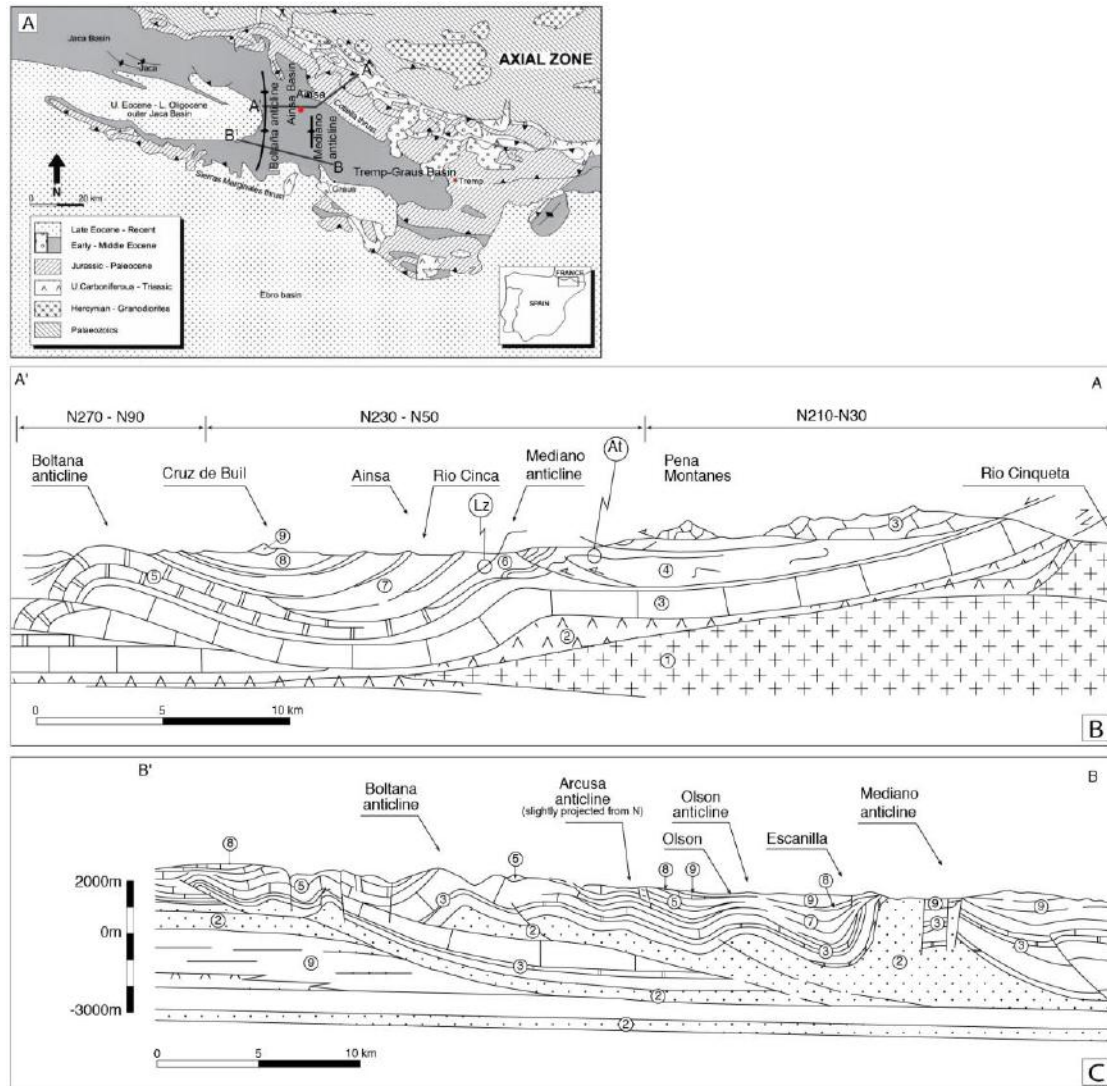 A
Jaca Basin
Jaca
AXIAL ZONE
U. Eocene - L. Oligocene
outer Jaca Basin
A'
A
Ainsa
Ainsa Basin
Boltaña anticline
Mediano
anticline
Cotiella thrust
B'
B
Tremp-Graus Basin
Tremp
Graus
Sierras Marginales thrust
N
0 20 km
Late Eocene - Recent
Early - Middle Eocene
Jurassic - Paleocene
U.Carboniferous - Triassic
Hercynian - Granodiorites
Palaeozoics
Ebro basin
FRANCE
SPAIN
A'
A
N270 - N90
N230 - N50
N210-N30
Boltana
anticline
Cruz de Buil
Ainsa
Rio Cinca
Mediano
anticline
At
Pena
Montanes
Rio Cinqueta
Lz
9
8
5
7
6
4
3
3
2
1
0 5 10 km
B
B'
B
Boltana
anticline
Arcusa
anticline
(slightly projected from N)
Olson
anticline
Olson
Escanilla
Mediano
anticline
8
5
8
9
8
2000m
5
3
5
9
9
3
9
2
2
7
0m
3
2
3
9
3
2
-3000m
2
0 5 10 km
C